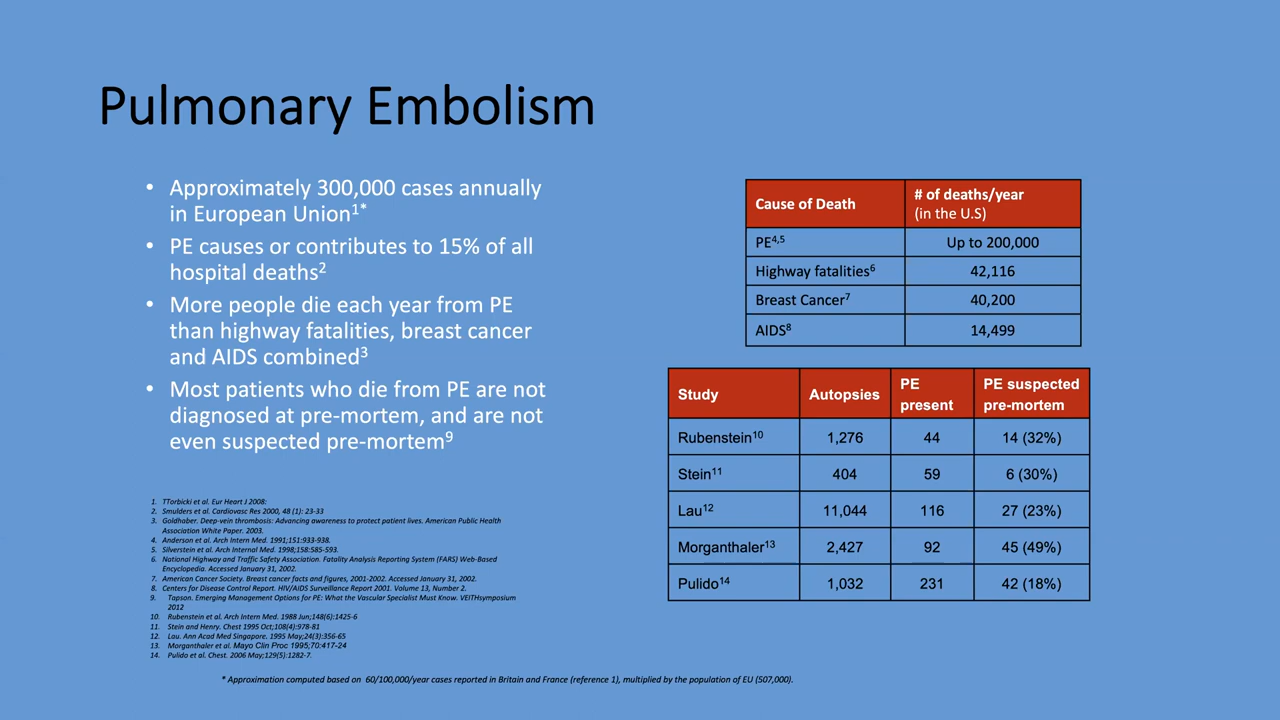 Pulmonary Embolism
• Approximately 300,000 cases annually
in European Union1*
• PE causes or contributes to 15% of all
hospital deaths2
• More people die each year from PE
than highway fatalities, breast cancer
and AIDS combined3
• Most patients who die from PE are not
diagnosed at pre-mortem, and are not
even suspected pre-mortem9
1. TTorbicki et al. Eur Heart J 2008:
2. Smulders et al. Cardiovasc Res 2000, 48 (1): 23-33
3. Goldhaber. Deep-vein thrombosis: Advancing awareness to protect patient lives. American Public Health
Association White Paper. 2003.
4. Anderson et al. Arch Intern Med. 1991;151:933-938.
5. Silverstein et al. Arch Internal Med. 1998;158:585-593.
6. National Highway and Traffic Safety Association. Fatality Analysis Reporting System (FARS) Web-Based
Encyclopedia. Accessed January 31, 2002.
7. American Cancer Society. Breast cancer facts and figures, 2001-2002. Accessed January 31, 2002.
8. Centers for Disease Control Report. HIV/AIDS Surveillance Report 2001. Volume 13, Number 2.
9. Tapson. Emerging Management Options for PE: What the Vascular Specialist Must Know. VEITHsymposium
2012
10. Rubenstein et al. Arch Intern Med. 1988 Jun;148(6):1425-6
11. Stein and Henry. Chest 1995 Oct;108(4):978-81
12. Lau. Ann Acad Med Singapore. 1995 May;24(3):356-65
13. Morganthaler et al. Mayo Clin Proc 1995;70:417-24
14. Pulido et al. Chest. 2006 May;129(5):1282-7.
Cause of Death # of deaths/year
(in the U.S)
PE4,5 Up to 200,000
Highway fatalities6 42,116
Breast Cancer7 40,200
AIDS8 14,499
Study Autopsies PE present PE suspected pre-mortem
Rubenstein10 1,276 44 14 (32%)
Stein11 404 59 6 (30%)
Lau12 11,044 116 27 (23%)
Morganthaler13 2,427 92 45 (49%)
Pulido14 1,032 231 42 (18%)
* Approximation computed based on 60/100,000/year cases reported in Britain and France (reference 1), multiplied by the population of EU (507,000).